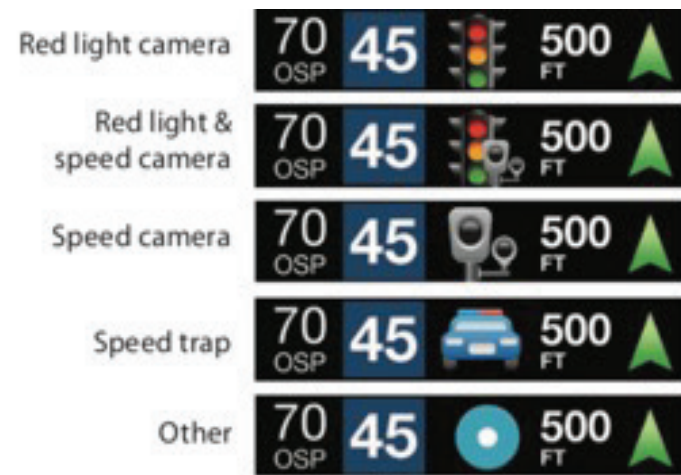 Red light camera
70 OSP 45 500 FT
Red light &
speed camera
70 OSP 45 500 FT
Speed camera
70 OSP 45 500 FT
Speed trap
70 OSP 45 500 FT
Other
70 OSP 45 500 FT